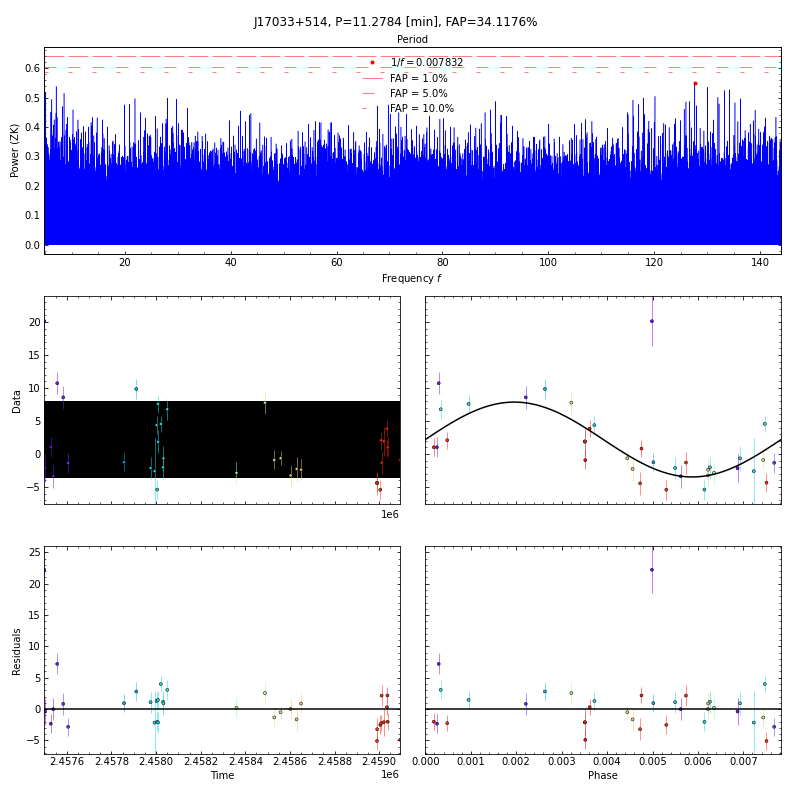 J17033+514, P=11.2784 [min], FAP=34.1176%
Period
1/f = 0.007832
FAP = 1.0%
FAP = 5.0%
FAP = 10.0%
Power (ZK)
0.6
0.5
0.4
0.3
0.2
0.1
0.0
20 40 60 80 100 120 140
Frequency f
Data
20
15
10
5
0
−5
1e6
Residuals
25
20
15
10
5
0
−5
2.4576 2.4578 2.4580 2.4582 2.4584 2.4586 2.4588 2.4590
1e6
Time
0.000 0.001 0.002 0.003 0.004 0.005 0.006 0.007
Phase